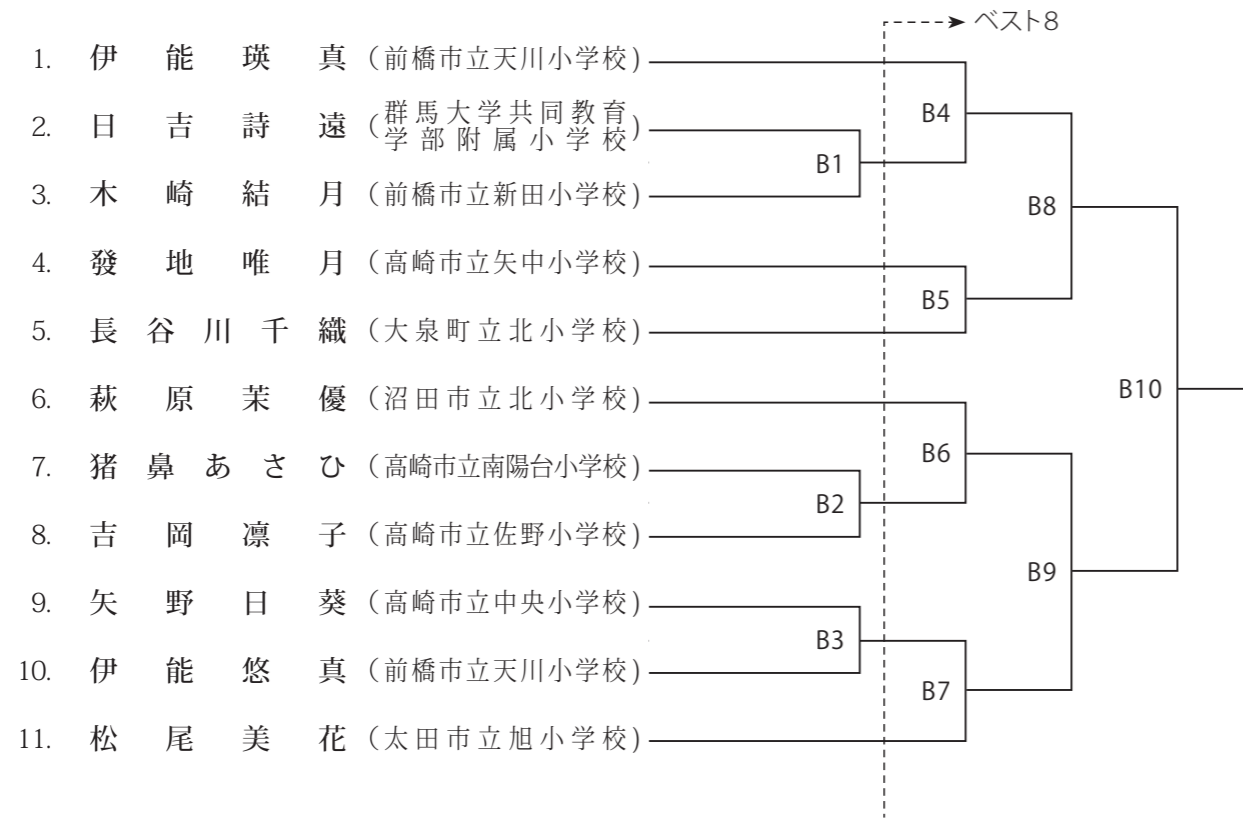 ベスト8
1. 伊能瑛真（前橋市立天川小学校）
2. 日吉詩遠（群馬大学共同教育
学部附属小学校）
3. 木崎結月（前橋市立新田小学校）
4. 發地唯月（高崎市立矢中小学校）
5. 長谷川千織（大泉町立北小学校）
6. 萩原茉優（沼田市立北小学校）
7. 猪鼻あさひ（高崎市立南陽台小学校）
8. 吉岡凛子（高崎市立佐野小学校）
9. 矢野日葵（高崎市立中央小学校）
10. 伊能悠真（前橋市立天川小学校）
11. 松尾美花（太田市立旭小学校）
B1
B2
B3
B4
B5
B6
B7
B8
B9
B10